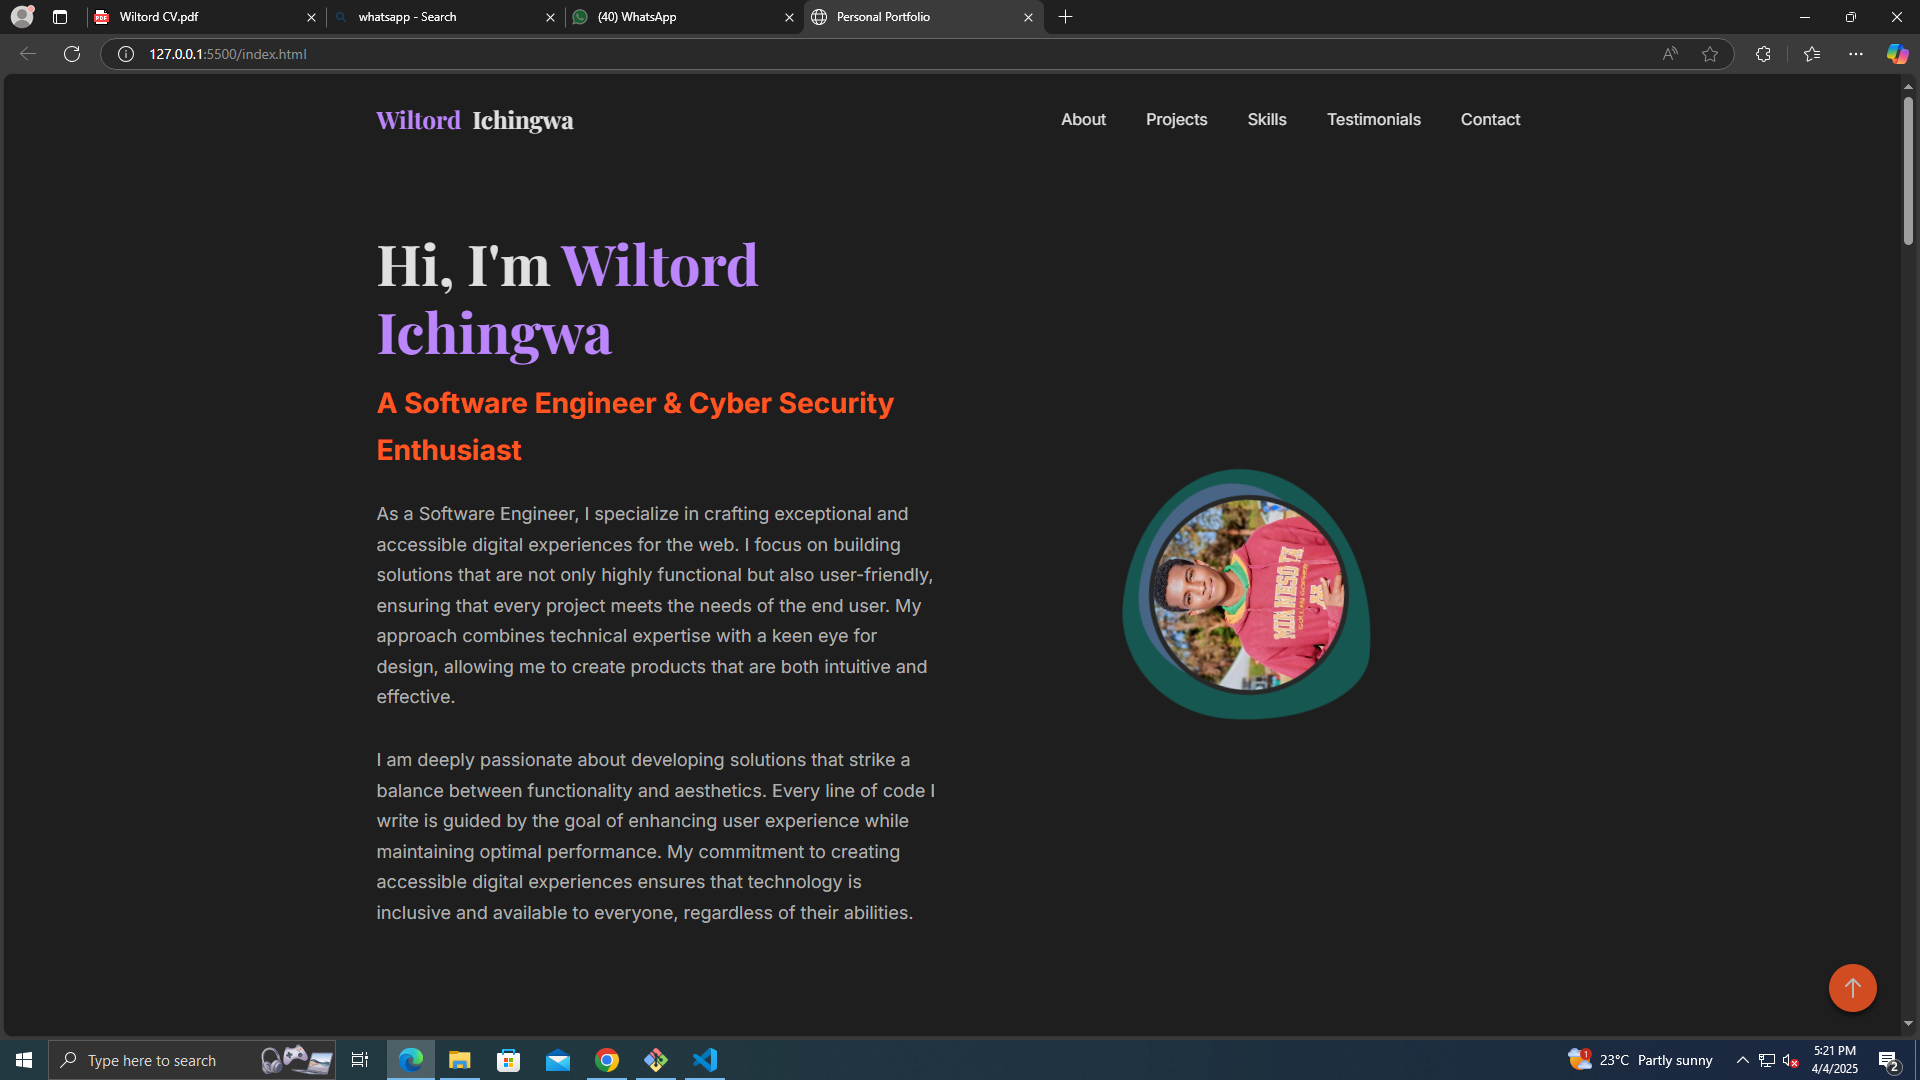 Wiltord CV.pdf
whatsapp - Search
(40) WhatsApp
Personal Portfolio
127.0.0.1:5500/index.html
Wiltord Ichingwa
About
Projects
Skills
Testimonials
Contact
Hi, I'm Wiltord
Ichingwa
A Software Engineer & Cyber Security
Enthusiast
As a Software Engineer, I specialize in crafting exceptional and
accessible digital experiences for the web. I focus on building
solutions that are not only highly functional but also user-friendly,
ensuring that every project meets the needs of the end user. My
approach combines technical expertise with a keen eye for
design, allowing me to create products that are both intuitive and
effective.
I am deeply passionate about developing solutions that strike a
balance between functionality and aesthetics. Every line of code I
write is guided by the goal of enhancing user experience while
maintaining optimal performance. My commitment to creating
accessible digital experiences ensures that technology is
inclusive and available to everyone, regardless of their abilities.
Type here to search
1
23°C Partly sunny
5:21 PM
4/4/2025
2